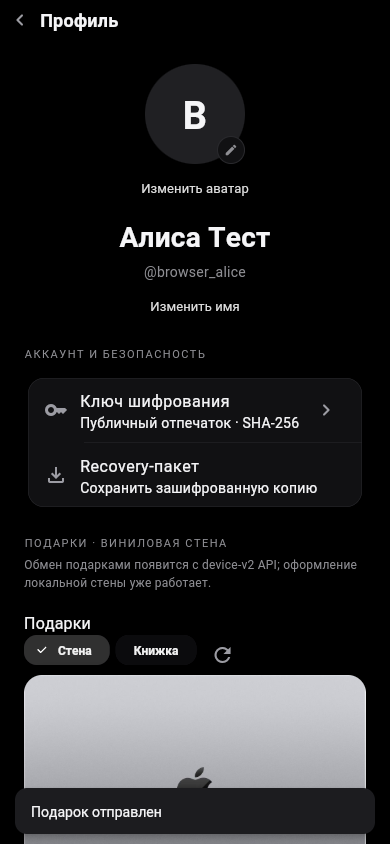 Профиль
B
Изменить аватар
Алиса Тест
@browser_alice
Изменить имя
АККАУНТ И БЕЗОПАСНОСТЬ
Ключ шифрования
Публичный отпечаток · SHA-256
Recovery-пакет
Сохранить зашифрованную копию
ПОДАРКИ · ВИНИЛОВАЯ СТЕНА
Обмен подарками появится с device-v2 API; оформление
локальной стены уже работает.
Подарки
Стена
Книжка
Подарок отправлен